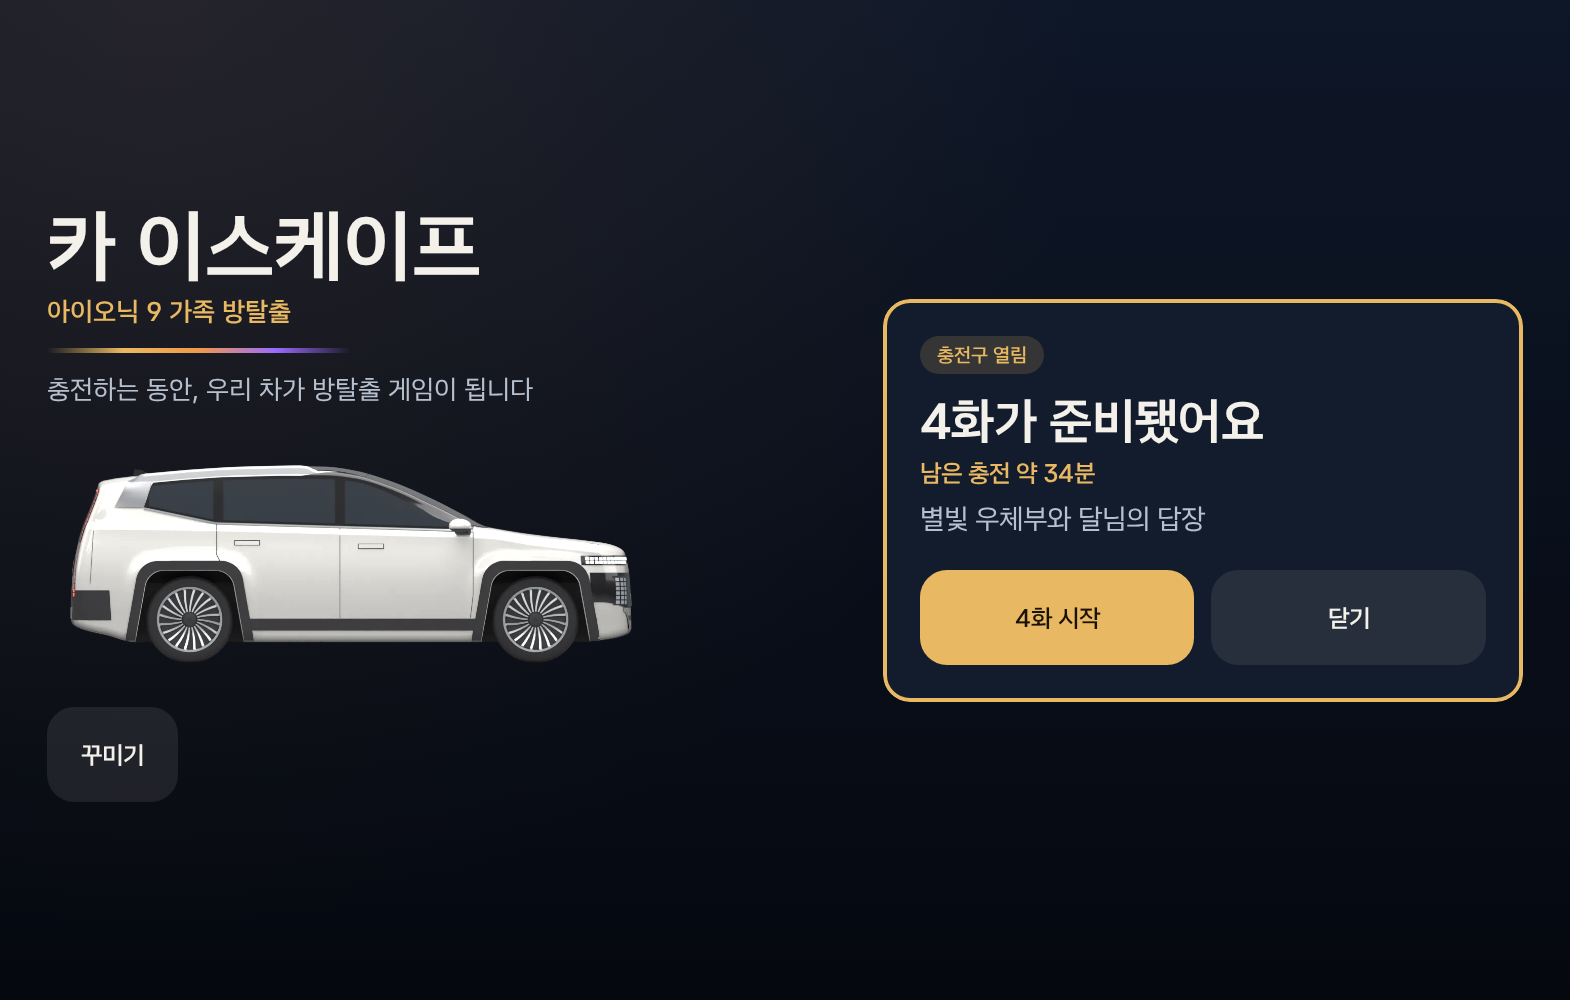 카 이스케이프
아이오닉 9 가족 방탈출
충전하는 동안, 우리 차가 방탈출 게임이 됩니다
꾸미기
충전구 열림
4화가 준비됐어요
남은 충전 약 34분
별빛 우체부와 달님의 답장
4화 시작
닫기